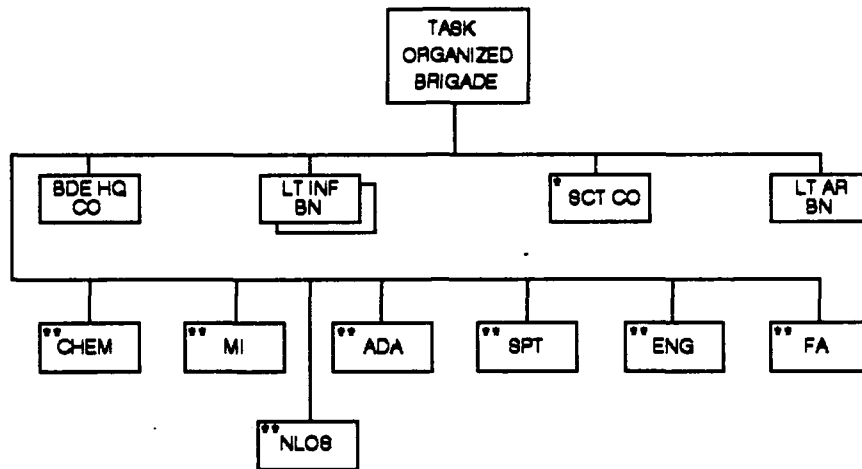 TASK
ORGANIZED
BRIGADE
BDE HQ
CO
LT INF
BN
* SCT CO
LT AR
BN
** CHEM
** MI
** ADA
** SPT
** ENG
** FA
** NLOS